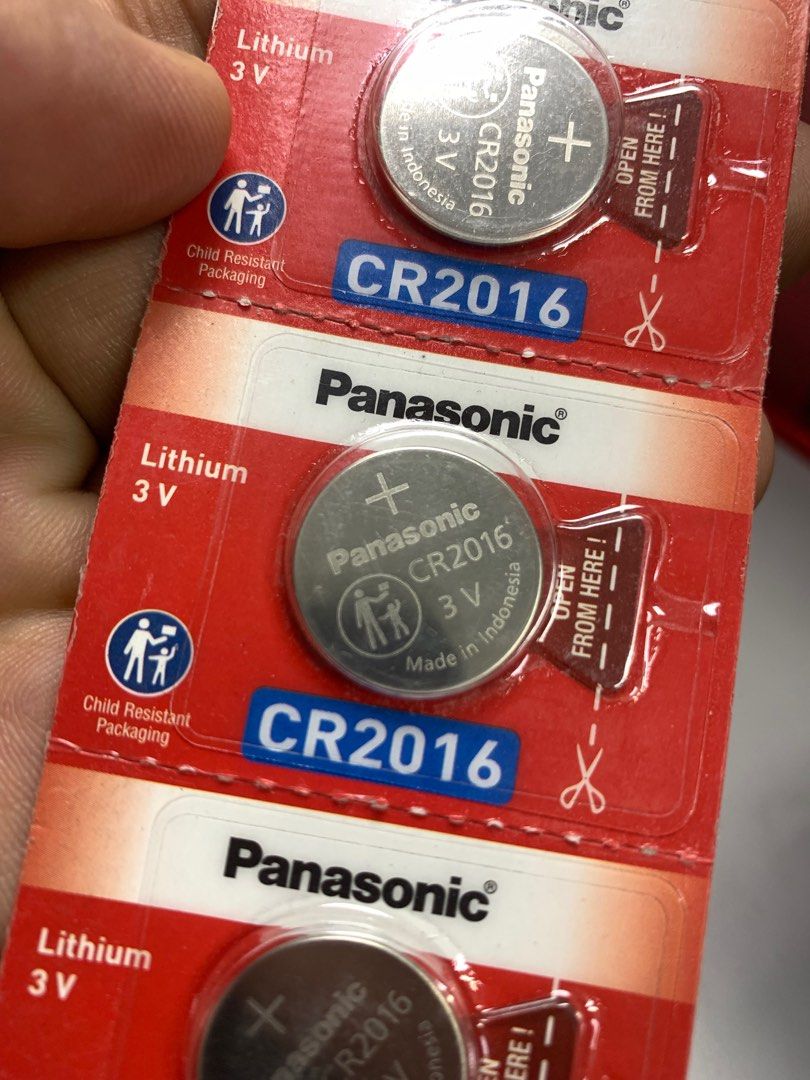 Panasonic®
Lithium
3 V
+
Panasonic
CR2016
3 V
Made in Indonesia
OPEN
FROM HERE !
Child Resistant
Packaging
CR2016
Panasonic®
Lithium
3 V
+
Panasonic
CR2016
3 V
Made in Indonesia
OPEN
FROM HERE !
Child Resistant
Packaging
CR2016
Panasonic®
Lithium
3 V
+
Panasonic
CR2016